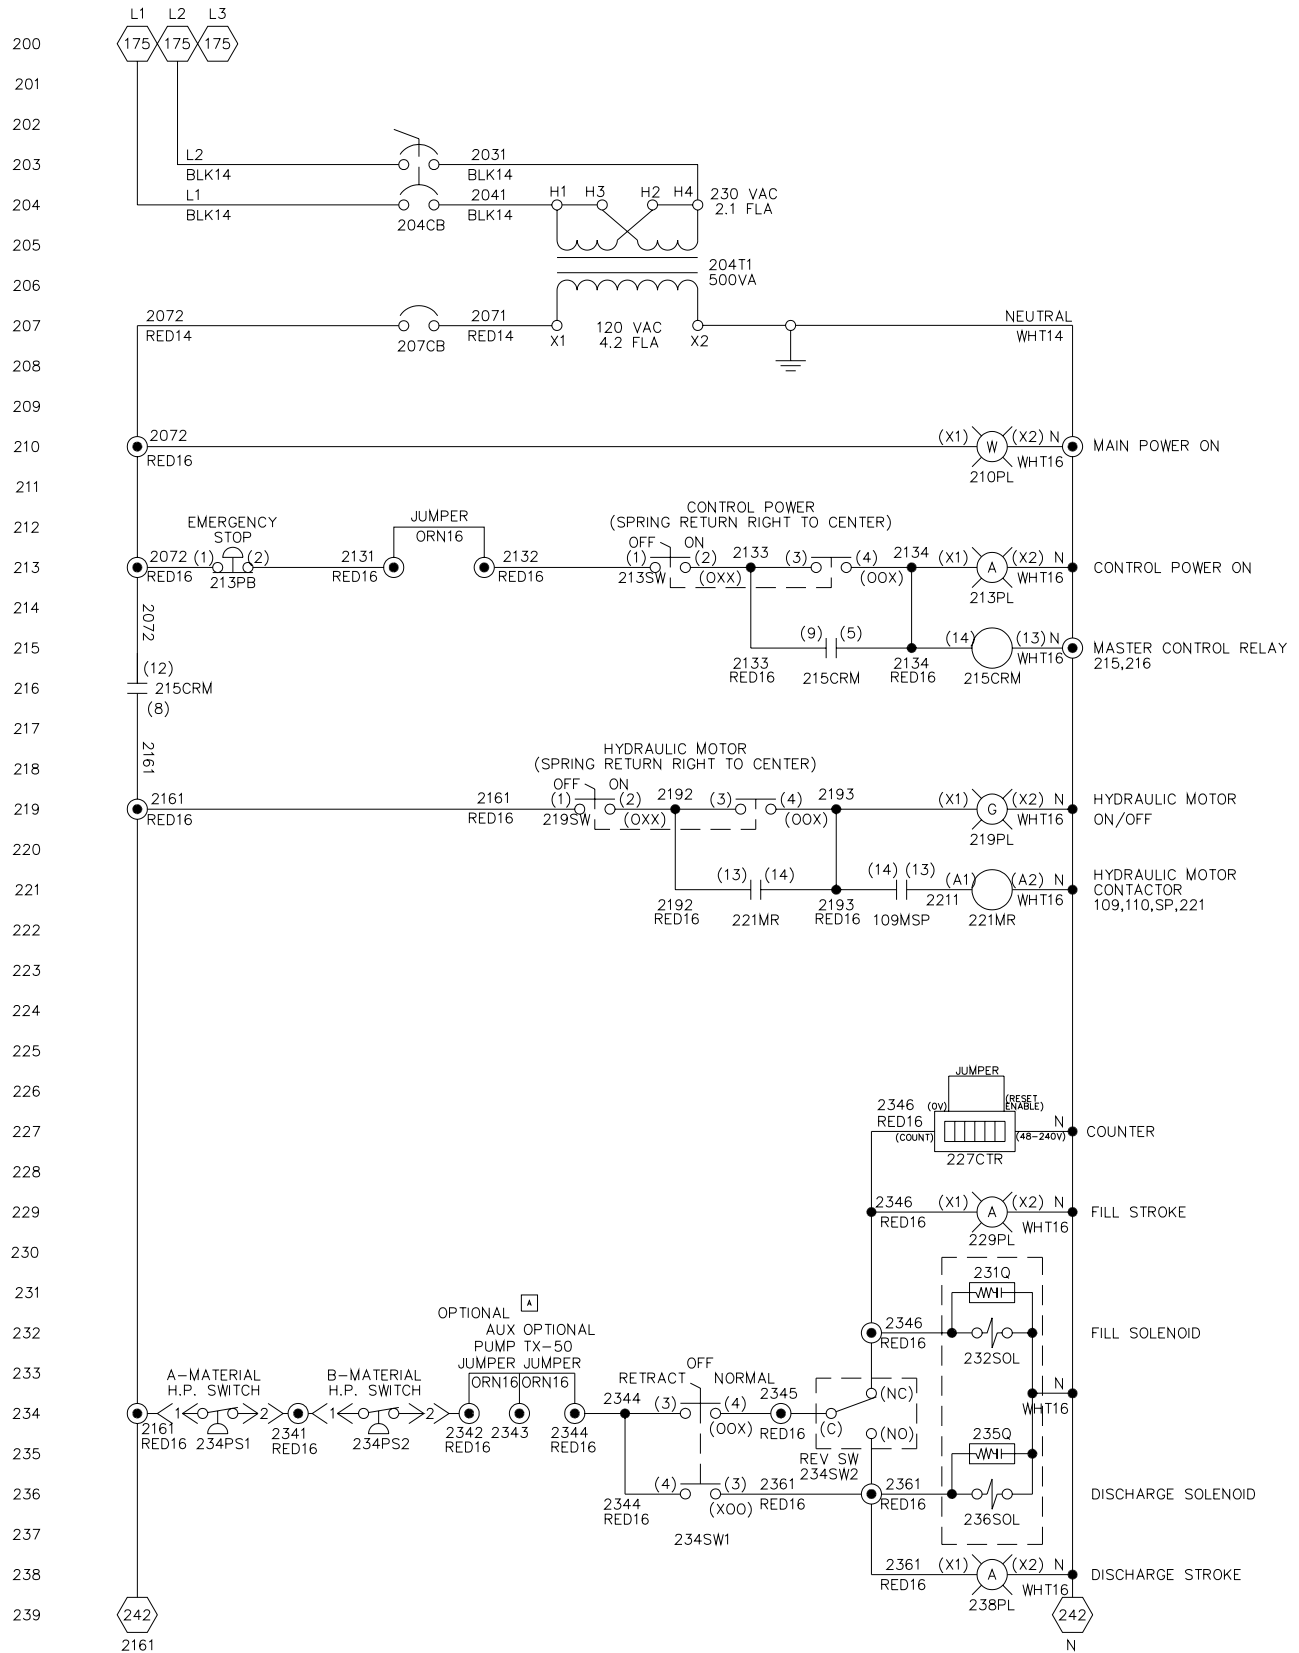 L1 L2 L3
200 175 175 175
201
202
L2 2031
203
BLK14 BLK14
L1 2041 H1 H3 H2 H4 230 VAC
204 2.1 FLA
BLK14 204CB BLK14
205
204T1
500VA
206
2072 2071 120 VAC NEUTRAL
207
RED14 207CB RED14 X1 4.2 FLA X2 WHT14
208
209
2072 (X1) (X2) N
210 W MAIN POWER ON
RED16 WHT16
210PL
211
CONTROL POWER
212 EMERGENCY JUMPER (SPRING RETURN RIGHT TO CENTER)
STOP ORN16 OFF ON
2072 (1) (2) 2131 2132 (1) (2) 2133 (3) (4) 2134 (X1) (X2) N
213 A CONTROL POWER ON
RED16 213PB RED16 RED16 213SW (OXX) (OOX) WHT16
213PL
214
2072
(9) (5) (14) (13) N
215 MASTER CONTROL RELAY
2133 2134 WHT16 215,216
RED16 215CRM RED16 215CRM
(12)
216 215CRM
(8)
217
2161
HYDRAULIC MOTOR
218 (SPRING RETURN RIGHT TO CENTER)
OFF ON
2161 2161 (1) (2) 2192 (3) (4) 2193 (X1) (X2) N HYDRAULIC MOTOR
219 G
RED16 RED16 219SW (OXX) (OOX) WHT16 ON/OFF
219PL
220
(13) (14) (14) (13) (A1) (A2) N HYDRAULIC MOTOR
221 CONTACTOR
2192 2193 2211 WHT16 109,110,SP,221
RED16 221MR RED16 109MSP 221MR
222
223
224
225
JUMPER
226
2346 (0V) (RESET ENABLE)
RED16 N
227 (COUNT) (48-240V) COUNTER
227CTR
228
2346 (X1) (X2) N
229 A FILL STROKE
RED16 WHT16
229PL
230
231 231Q
A
OPTIONAL
2346
232 AUX OPTIONAL FILL SOLENOID
PUMP TX-50 RED16
232SOL
233 A-MATERIAL B-MATERIAL JUMPER JUMPER OFF
H.P. SWITCH H.P. SWITCH ORN16 ORN16 RETRACT NORMAL
(NC) N
2344 (3) (4) 2345 WHT16
234 1 2 1 2
2161 2341 2342 2343 2344 (OOX) RED16 (C)
RED16 234PS1 RED16 234PS2 RED16 RED16 (NO) 235Q
235 REV SW
234SW2
(4) (3) 2361 2361
236 DISCHARGE SOLENOID
2344 (XOO) RED16 RED16
RED16 236SOL
237 234SW1
2361 (X1) (X2) N
238 A DISCHARGE STROKE
RED16 WHT16
238PL
239 242 242
2161 N